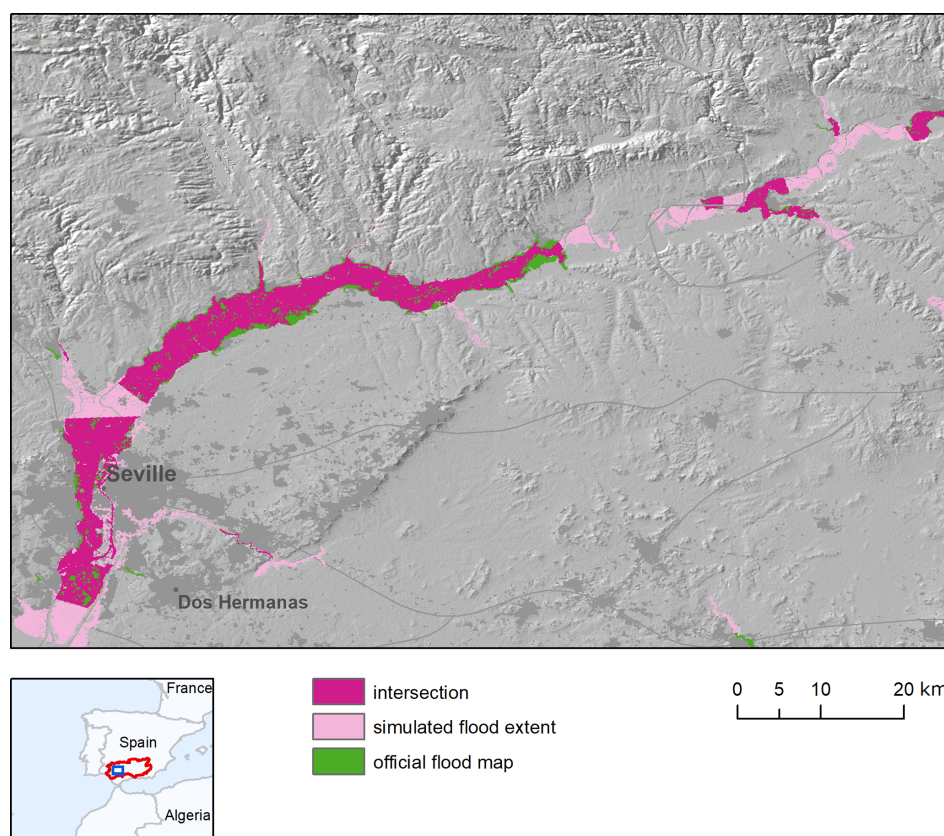 Seville
Dos Hermanas
France
Spain
Algeria
intersection
simulated flood extent
official flood map
0 5 10 20 km